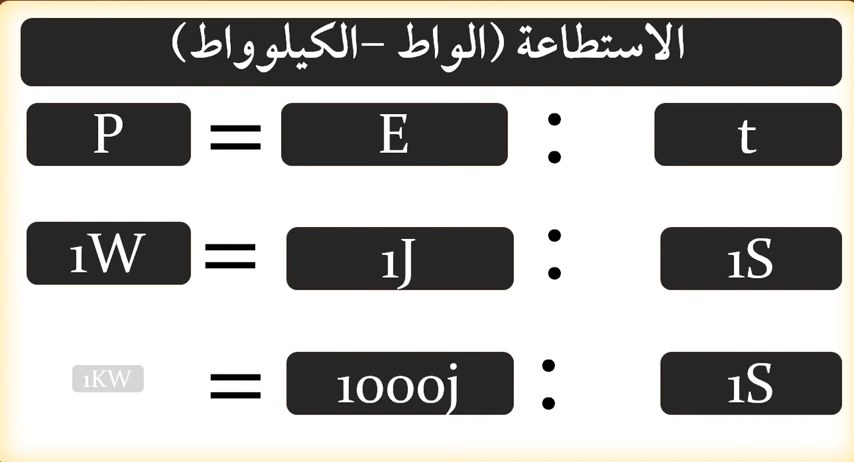 الاستطاعة (الواط –الكيلوواط)
P = E : t
1W = 1J : 1S
1KW = 1000j : 1S